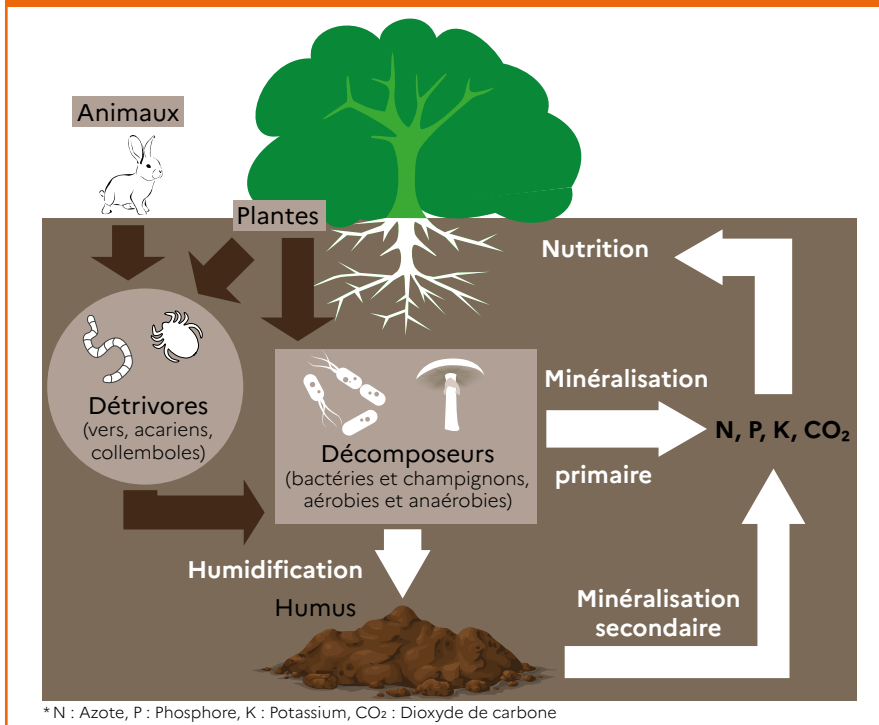 Animaux
Plantes
Nutrition
Détrivores
(vers, acariens,
collemboles)
Décomposeurs
(bactéries et champignons,
aérobies et anaérobies)
Minéralisation
primaire
N, P, K, CO₂
Humidification
Humus
Minéralisation
secondaire
* N : Azote, P : Phosphore, K : Potassium, CO₂ : Dioxyde de carbone